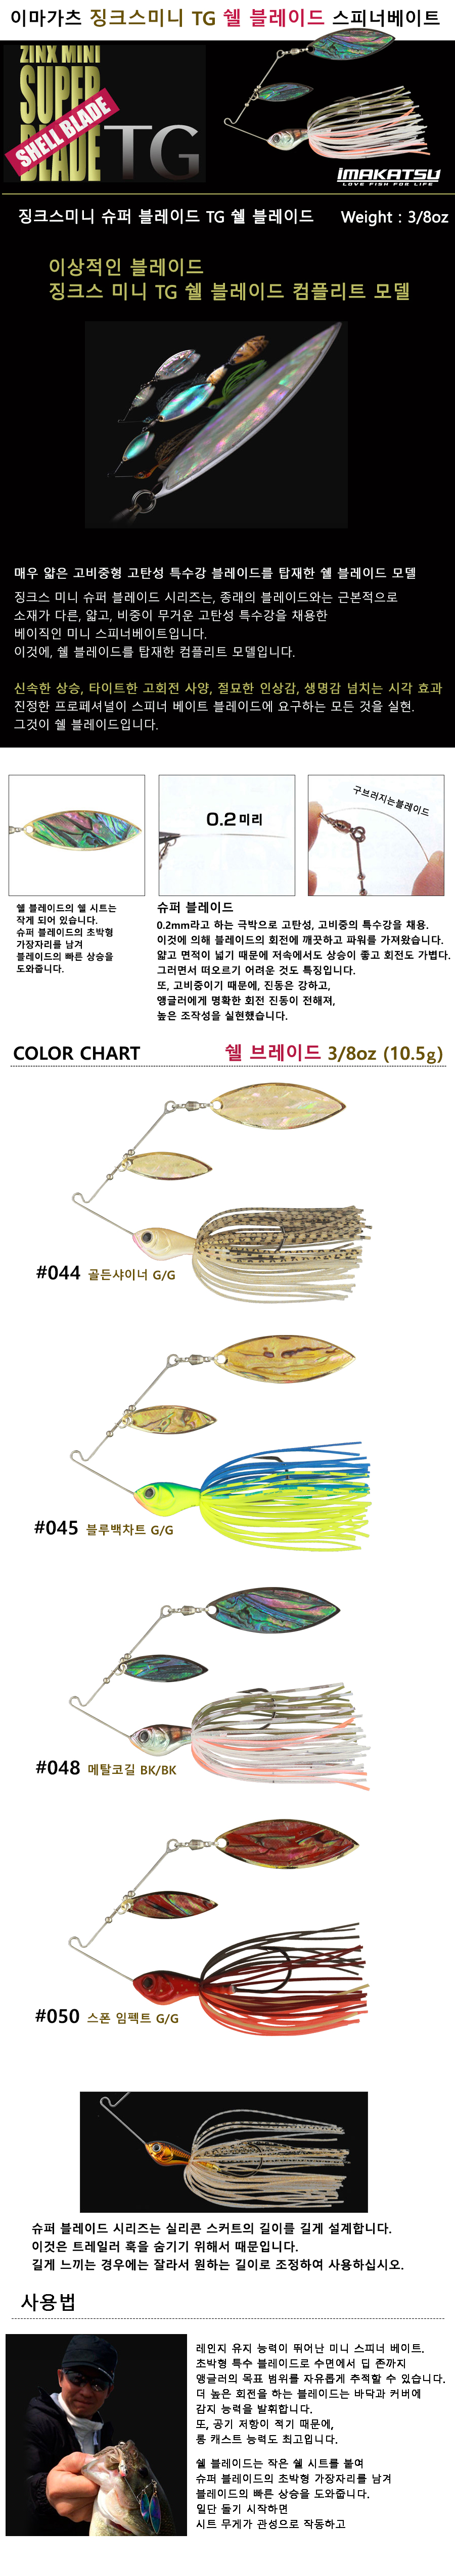 이마가츠 징크스미니 TG 쉘 블레이드 스피너베이트
ZINX MINI
SUPER
BLADE
SHELL BLADE
TG
IMAKATSU
LOVE FISH FOR LIFE
징크스미니 슈퍼 블레이드 TG 쉘 블레이드 Weight : 3/8oz
이상적인 블레이드
징크스 미니 TG 쉘 블레이드 컴플리트 모델
매우 얇은 고비중형 고탄성 특수강 블레이드를 탑재한 쉘 블레이드 모델
징크스 미니 슈퍼 블레이드 시리즈는, 종래의 블레이드와는 근본적으로
소재가 다른, 얇고, 비중이 무거운 고탄성 특수강을 채용한
베이직인 미니 스피너베이트입니다.
이것에, 쉘 블레이드를 탑재한 컴플리트 모델입니다.
신속한 상승, 타이트한 고회전 사양, 절묘한 인상감, 생명감 넘치는 시각 효과
진정한 프로페셔널이 스피너 베이트 블레이드에 요구하는 모든 것을 실현.
그것이 쉘 블레이드입니다.
0.2 미리
구브러지는블레이드
쉘 블레이드의 쉘 시트는
작게 되어 있습니다.
슈퍼 블레이드의 초박형
가장자리를 남겨
블레이드의 빠른 상승을
도와줍니다.
슈퍼 블레이드
0.2mm라고 하는 극박으로 고탄성, 고비중의 특수강을 채용.
이것에 의해 블레이드의 회전에 깨끗하고 파워를 가져왔습니다.
얇고 면적이 넓기 때문에 저속에서도 상승이 좋고 회전도 가볍다.
그러면서 떠오르기 어려운 것도 특징입니다.
또, 고비중이기 때문에, 진동은 강하고,
앵글러에게 명확한 회전 진동이 전해져,
높은 조작성을 실현했습니다.
COLOR CHART 쉘 브레이드 3/8oz (10.5g)
#044 골든샤이너 G/G
#045 블루백차트 G/G
#048 메탈코길 BK/BK
#050 스폰 임펙트 G/G
슈퍼 블레이드 시리즈는 실리콘 스커트의 길이를 길게 설계합니다.
이것은 트레일러 훅을 숨기기 위해서 때문입니다.
길게 느끼는 경우에는 잘라서 원하는 길이로 조정하여 사용하십시오.
사용법
레인지 유지 능력이 뛰어난 미니 스피너 베이트.
초박형 특수 블레이드로 수면에서 딥 존까지
앵글러의 목표 범위를 자유롭게 추적할 수 있습니다.
더 높은 회전을 하는 블레이드는 바닥과 커버에
감지 능력을 발휘합니다.
또, 공기 저항이 적기 때문에,
롱 캐스트 능력도 최고입니다.
쉘 블레이드는 작은 쉘 시트를 붙여
슈퍼 블레이드의 초박형 가장자리를 남겨
블레이드의 빠른 상승을 도와줍니다.
일단 돌기 시작하면
시트 무게가 관성으로 작동하고